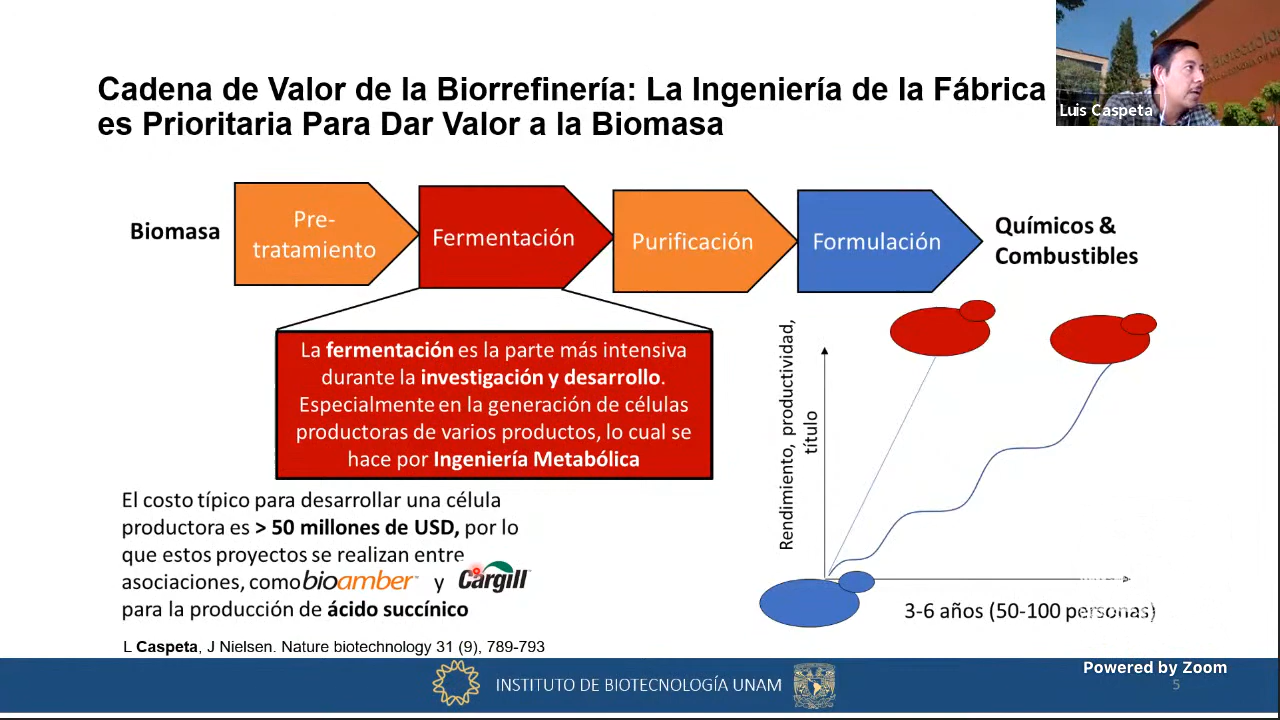 Cadena de Valor de la Biorrefinería: La Ingeniería de la Fábrica
es Prioritaria Para Dar Valor a la Biomasa
Luis Caspeta
Biomasa
Pre-
tratamiento
Fermentación
Purificación
Formulación
Químicos &
Combustibles
La fermentación es la parte más intensiva
durante la investigación y desarrollo.
Especialmente en la generación de células
productoras de varios productos, lo cual se
hace por Ingeniería Metabólica
Rendimiento, productividad,
título
3-6 años (50-100 personas)
El costo típico para desarrollar una célula
productora es > 50 millones de USD, por lo
que estos proyectos se realizan entre
asociaciones, como bioamber y Cargill
para la producción de ácido succínico
L Caspeta, J Nielsen. Nature biotechnology 31 (9), 789-793
INSTITUTO DE BIOTECNOLOGÍA UNAM
Powered by Zoom
5